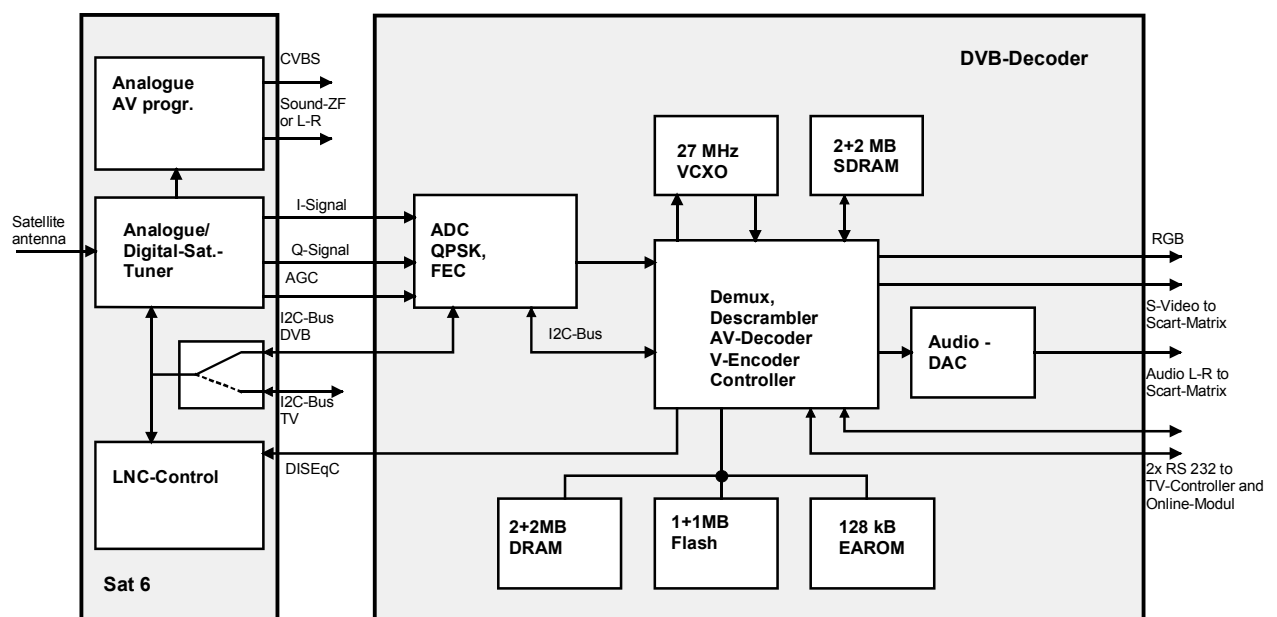 CVBS
DVB-Decoder
Analogue
AV progr.
Sound-ZF
or L-R
27 MHz
VCXO
2+2 MB
SDRAM
Satellite
antenna
Analogue/
Digital-Sat.-
Tuner
I-Signal
Q-Signal
AGC
ADC
QPSK,
FEC
RGB
I2C-Bus
DVB
I2C-Bus
Demux,
Descrambler
AV-Decoder
V-Encoder
Controller
S-Video to
Scart-Matrix
Audio -
DAC
Audio L-R to
Scart-Matrix
I2C-Bus
TV
LNC-Control
DISEqC
2x RS 232 to
TV-Controller and
Online-Modul
2+2MB
DRAM
1+1MB
Flash
128 kB
EAROM
Sat 6